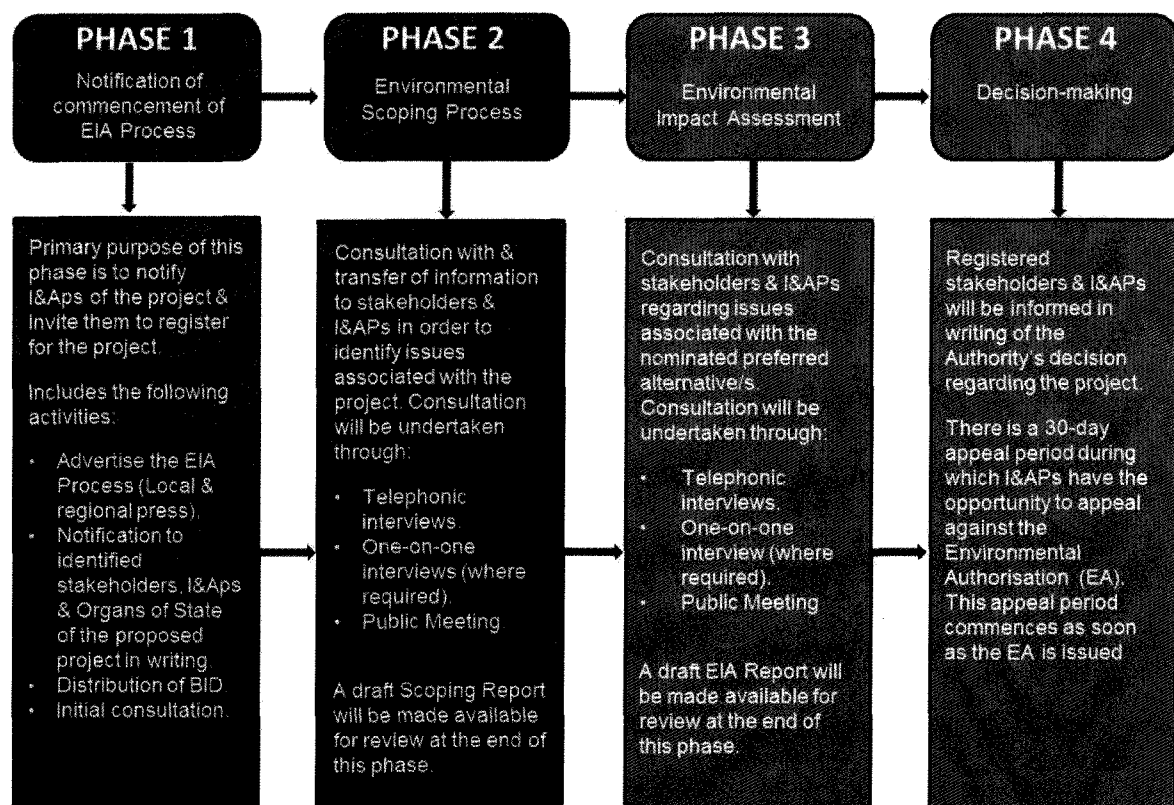 PHASE 1
Notification of
commencement of
EIA Process
PHASE 2
Environmental
Scoping Process
PHASE 3
Environmental
Impact Assessment
PHASE 4
Decision-making
Primary purpose of this
phase is to notify
I&Aps of the project &
invite them to register
for the project.
Includes the following
activities:
• Advertise the EIA
Process (Local &
regional press).
• Notification to
identified
stakeholders, I&Aps
& Organs of State
of the proposed
project in writing.
• Distribution of BID.
• Initial consultation.
Consultation with &
transfer of information
to stakeholders &
I&APs in order to
identify issues
associated with the
project. Consultation
will be undertaken
through:
• Telephonic
interviews.
• One-on-one
interviews (where
required).
• Public Meeting.
A draft Scoping Report
will be made available
for review at the end of
this phase.
Consultation with
stakeholders & I&APs
regarding issues
associated with the
nominated preferred
alternative/s.
Consultation will be
undertaken through:
• Telephonic
interviews.
• One-on-one
interview (where
required).
• Public Meeting
A draft EIA Report will
be made available for
review at the end of
this phase.
Registered
stakeholders & I&APs
will be informed in
writing of the
Authority's decision
regarding the project.
There is a 30-day
appeal period during
which I&APs have the
opportunity to appeal
against the
Environmental
Authorisation (EA).
This appeal period
commences as soon
as the EA is issued